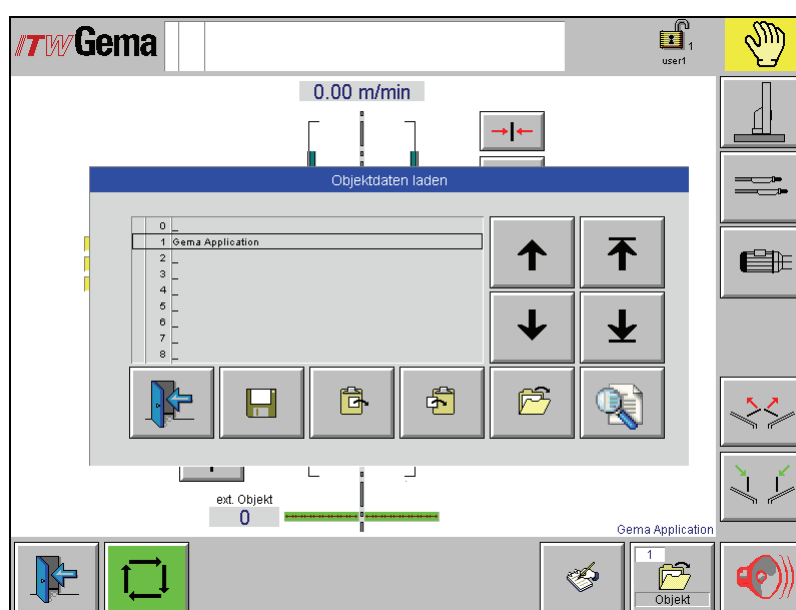 ITW Gema
1
user1
0.00 m/min
Objektdaten laden
0 _
1 Gema Application
2 _
3 _
4 _
5 _
6 _
7 _
8 _
ext. Objekt
0
Gema Application
1
Objekt